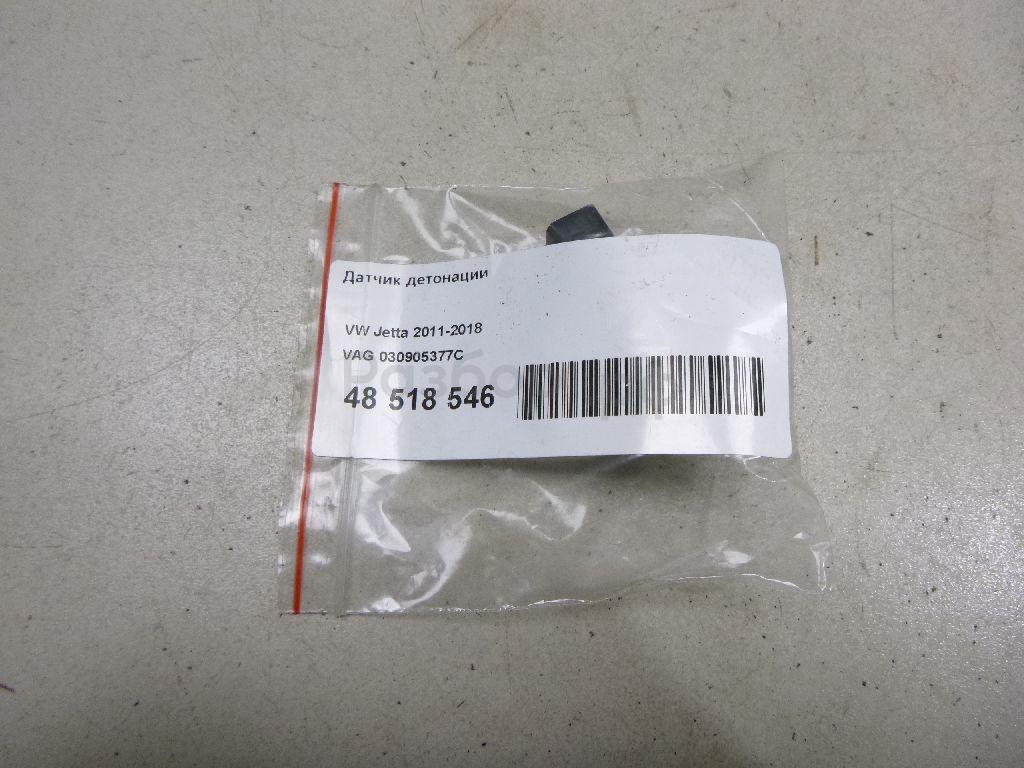 Датчик детонации
VW Jetta 2011-2018
VAG 030905377C
48 518 546